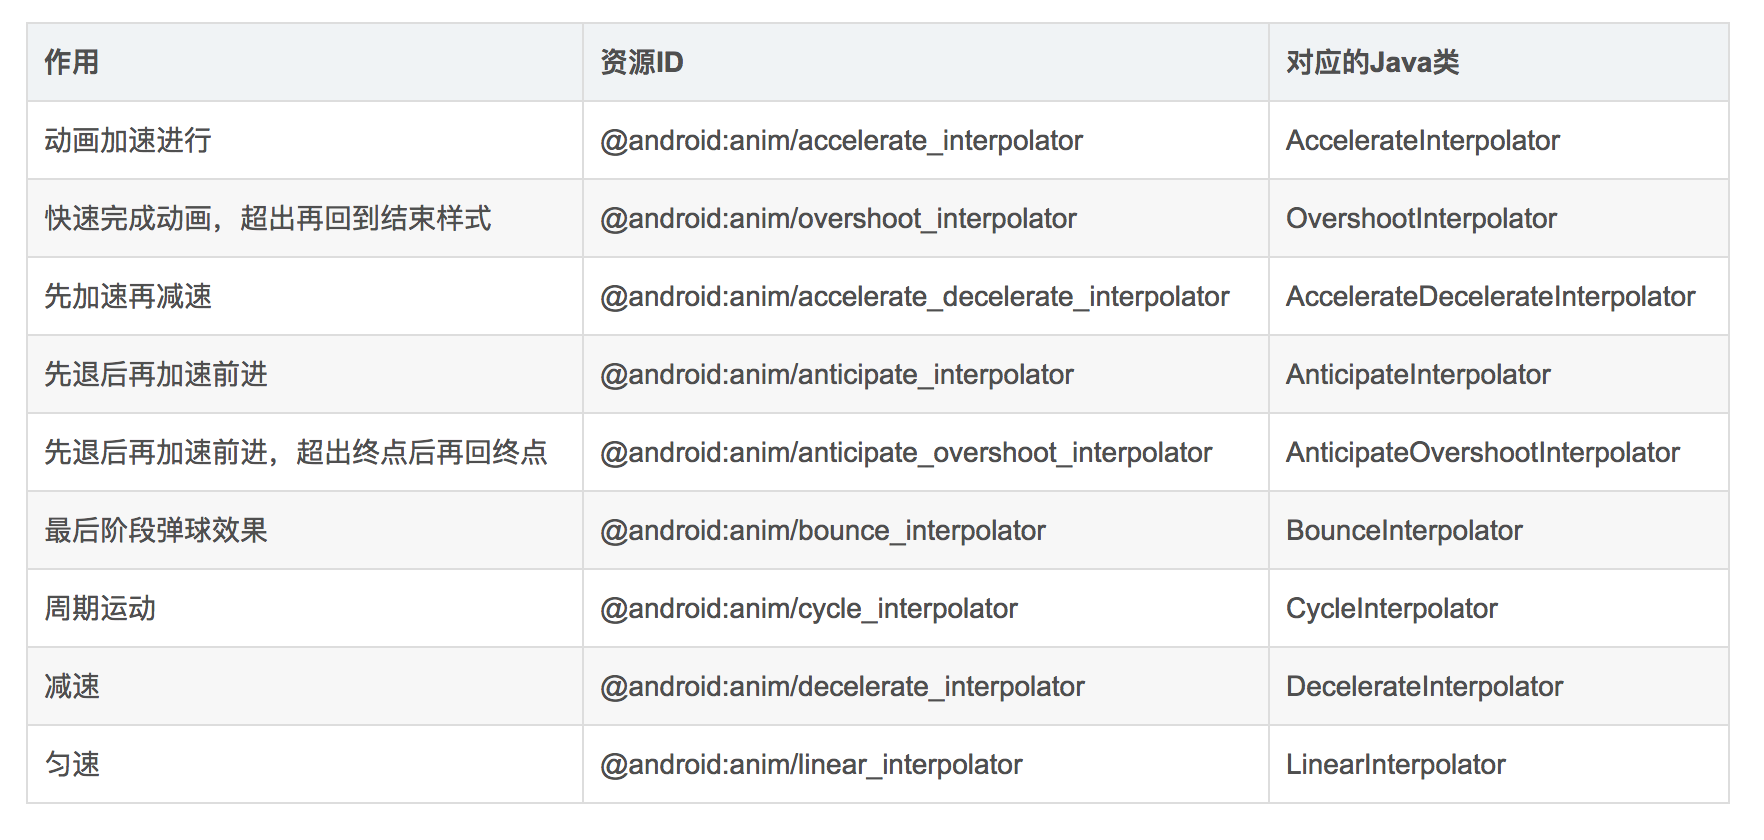 作用 资源ID 对应的Java类
动画加速进行 @android:anim/accelerate_interpolator AccelerateInterpolator
快速完成动画，超出再回到结束样式 @android:anim/overshoot_interpolator OvershootInterpolator
先加速再减速 @android:anim/accelerate_decelerate_interpolator AccelerateDecelerateInterpolator
先退后再加速前进 @android:anim/anticipate_interpolator AnticipateInterpolator
先退后再加速前进，超出终点后再回终点 @android:anim/anticipate_overshoot_interpolator AnticipateOvershootInterpolator
最后阶段弹球效果 @android:anim/bounce_interpolator BounceInterpolator
周期运动 @android:anim/cycle_interpolator CycleInterpolator
减速 @android:anim/decelerate_interpolator DecelerateInterpolator
匀速 @android:anim/linear_interpolator LinearInterpolator